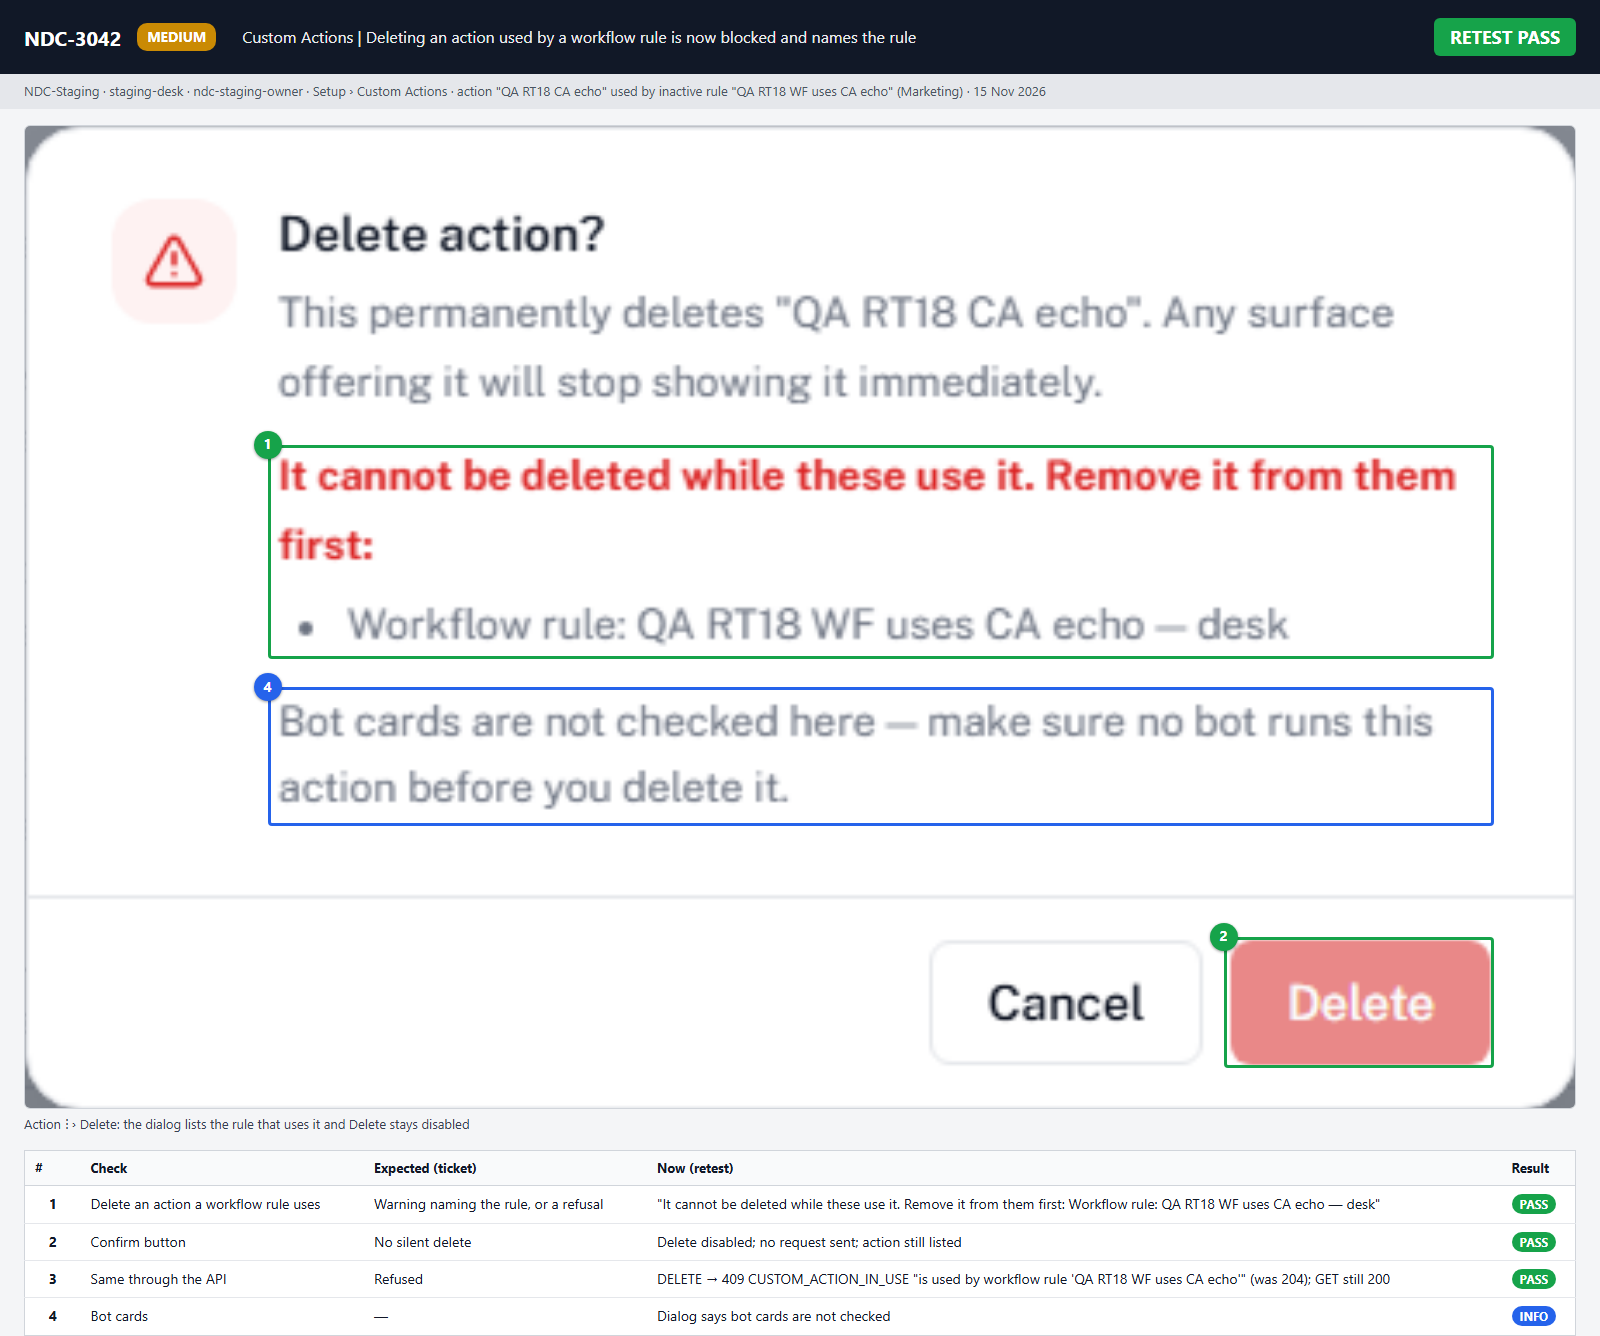 NDC-3042 MEDIUM Custom Actions | Deleting an action used by a workflow rule is now blocked and names the rule RETEST PASS
NDC-Staging · staging-desk · ndc-staging-owner · Setup › Custom Actions · action "QA RT18 CA echo" used by inactive rule "QA RT18 WF uses CA echo" (Marketing) · 15 Nov 2026
Delete action?
This permanently deletes "QA RT18 CA echo". Any surface
offering it will stop showing it immediately.
1
It cannot be deleted while these use it. Remove it from them
first:
• Workflow rule: QA RT18 WF uses CA echo — desk
4
Bot cards are not checked here — make sure no bot runs this
action before you delete it.
2
Cancel Delete
Action ⋮ › Delete: the dialog lists the rule that uses it and Delete stays disabled
# Check Expected (ticket) Now (retest) Result
1 Delete an action a workflow rule uses Warning naming the rule, or a refusal "It cannot be deleted while these use it. Remove it from them first: Workflow rule: QA RT18 WF uses CA echo — desk" PASS
2 Confirm button No silent delete Delete disabled; no request sent; action still listed PASS
3 Same through the API Refused DELETE → 409 CUSTOM_ACTION_IN_USE "is used by workflow rule 'QA RT18 WF uses CA echo'" (was 204); GET still 200 PASS
4 Bot cards — Dialog says bot cards are not checked INFO